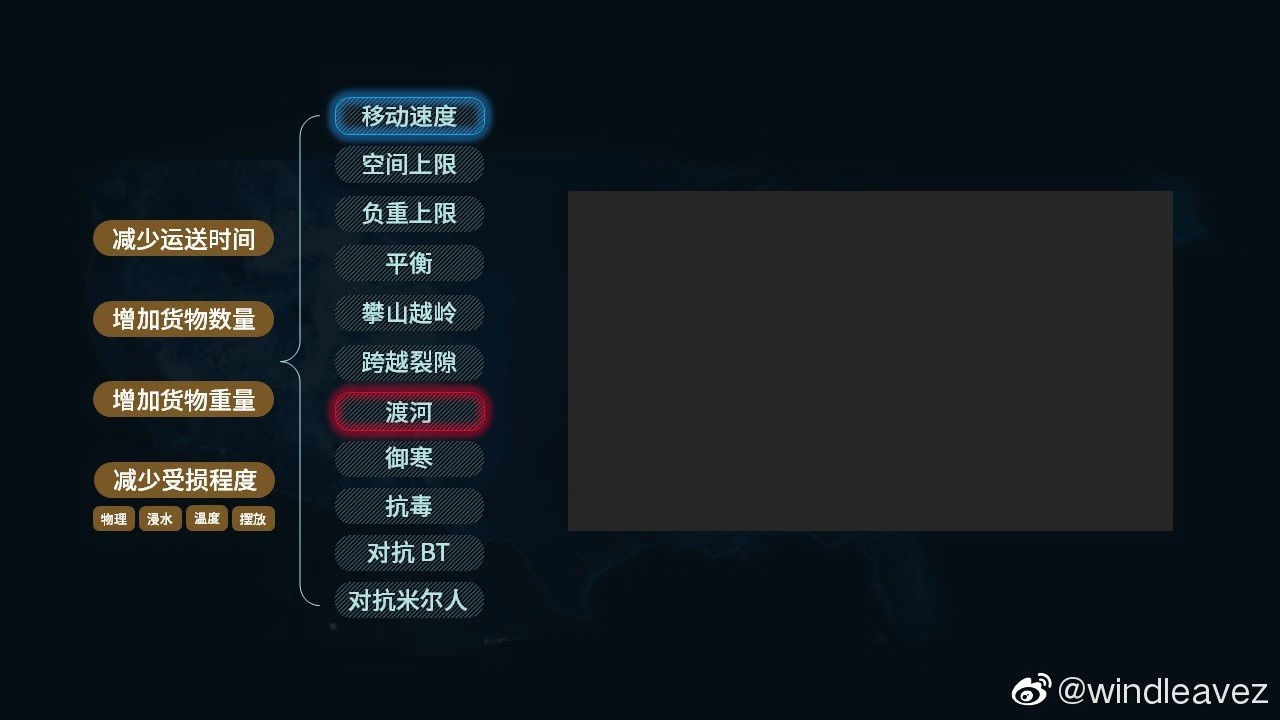 减少运送时间
增加货物数量
增加货物重量
减少受损程度
物理 浸水 温度 摆放
移动速度
空间上限
负重上限
平衡
攀山越岭
跨越裂隙
渡河
御寒
抗毒
对抗 BT
对抗米尔人
@windleavez